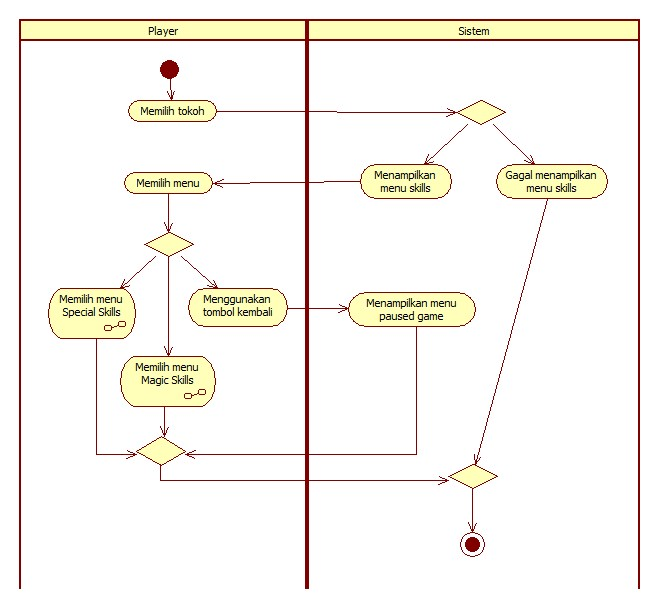 Player
Sistem
Memilih tokoh
Menampilkan
menu skills
Gagal menampilkan
menu skills
Memilih menu
Memilih menu
Special Skills
Menggunakan
tombol kembali
Menampilkan menu
paused game
Memilih menu
Magic Skills